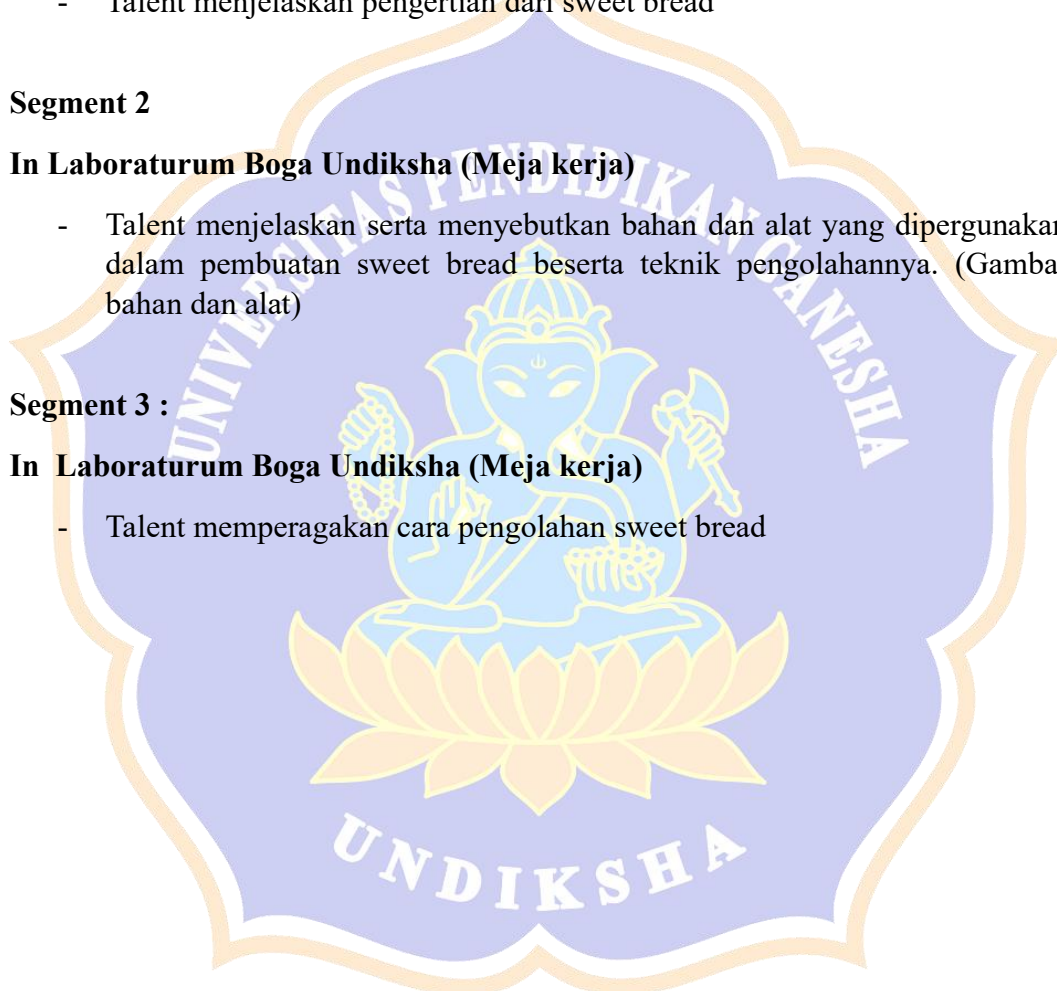 - Talent menjelaskan pengertian dari sweet bread
Segment 2
In Laboraturum Boga Undiksha (Meja kerja)
- Talent menjelaskan serta menyebutkan bahan dan alat yang dipergunakan
dalam pembuatan sweet bread beserta teknik pengolahannya. (Gamba
bahan dan alat)
Segment 3 :
In Laboraturum Boga Undiksha (Meja kerja)
- Talent memperagakan cara pengolahan sweet bread
UNIVERSITAS PENDIDIKAN GANESHA
UNDIKSHA